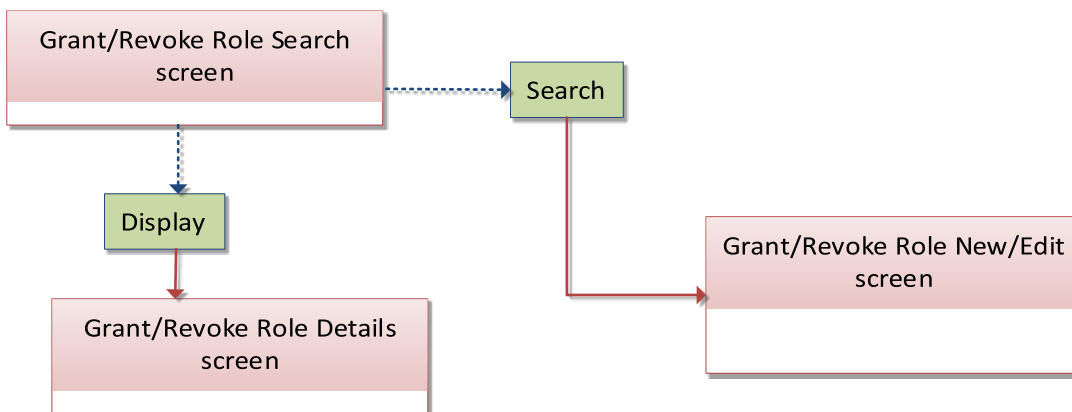 Grant/Revoke Role Search
screen
Search
Display
Grant/Revoke Role New/Edit
screen
Grant/Revoke Role Details
screen